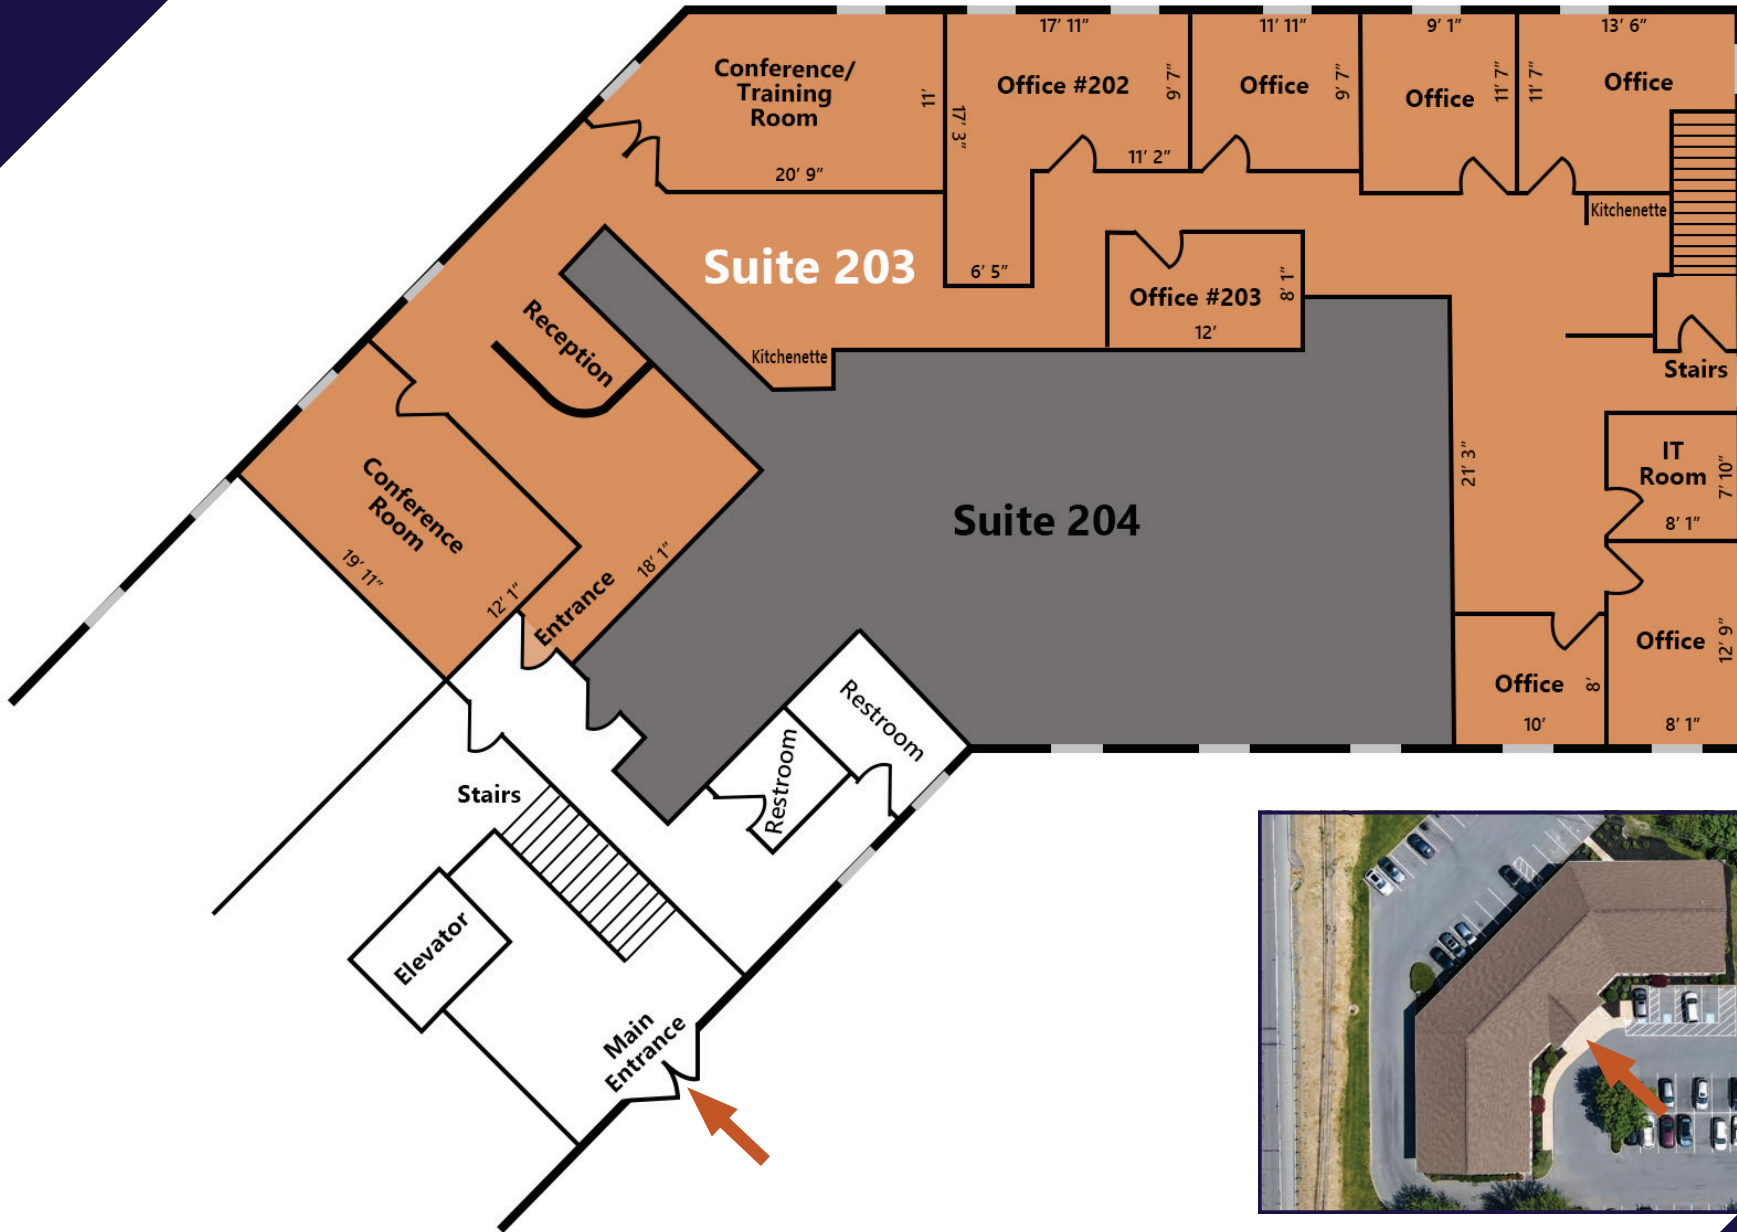 17' 11"
11' 11"
9' 1"
13' 6"
Conference/
Training
Room
11'
20' 9"
17' 3"
Office #202
9' 7"
11' 2"
6' 5"
Office
9' 7"
Office
11' 7"
11' 7"
Office
Kitchenette
Suite 203
Office #203
8' 1"
12'
Reception
Kitchenette
Stairs
Conference
Room
19' 11"
12' 1"
Entrance
18' 1"
Suite 204
21' 3"
IT
Room
7' 10"
8' 1"
Office
12' 9"
8' 1"
Office
8'
10'
Restroom
Restroom
Stairs
Elevator
Main
Entrance